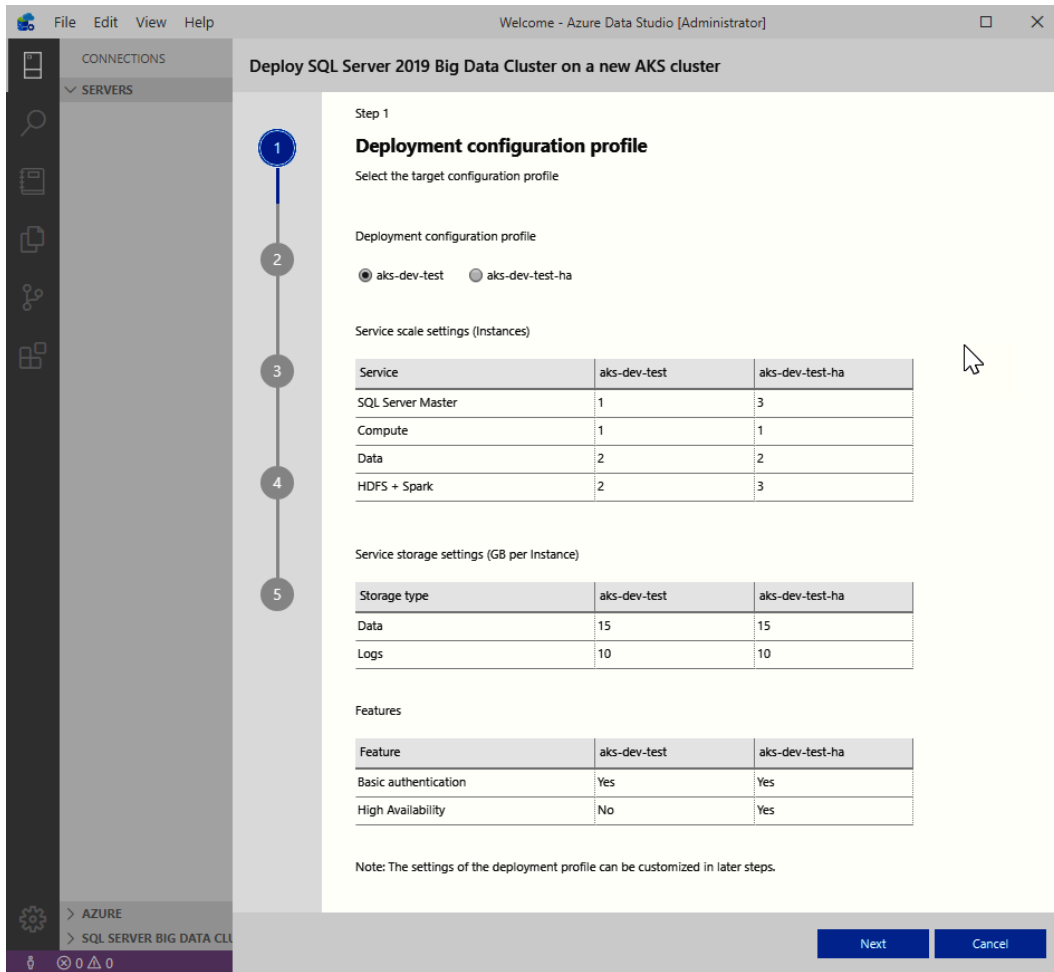 File Edit View Help
Welcome - Azure Data Studio [Administrator]
CONNECTIONS
SERVERS
Deploy SQL Server 2019 Big Data Cluster on a new AKS cluster
1
2
3
4
5
Step 1
Deployment configuration profile
Select the target configuration profile
Deployment configuration profile
aks-dev-test aks-dev-test-ha
Service scale settings (Instances)
Service aks-dev-test aks-dev-test-ha
SQL Server Master 1 3
Compute 1 1
Data 2 2
HDFS + Spark 2 3
Service storage settings (GB per Instance)
Storage type aks-dev-test aks-dev-test-ha
Data 15 15
Logs 10 10
Features
Feature aks-dev-test aks-dev-test-ha
Basic authentication Yes Yes
High Availability No Yes
Note: The settings of the deployment profile can be customized in later steps.
AZURE
SQL SERVER BIG DATA CLU
Next Cancel
0 0